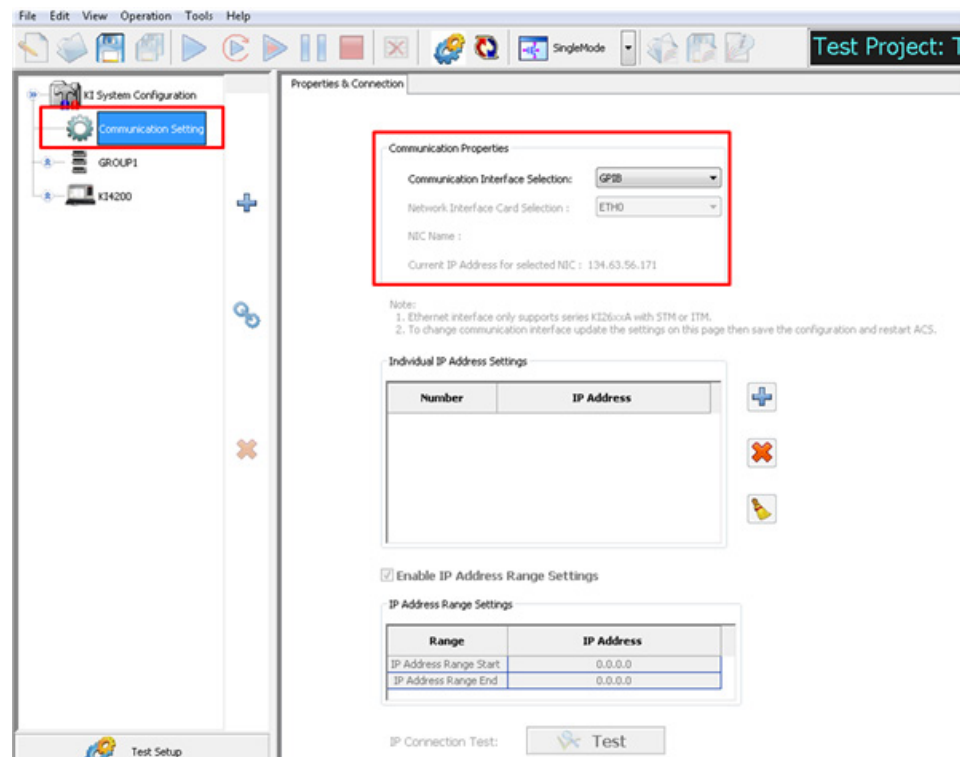 File Edit View Operation Tools Help
SingleMode
Test Project: T
KI System Configuration
Communication Setting
GROUP1
KI4200
Test Setup
Properties & Connection
Communication Properties
Communication Interface Selection: GPIB
Network Interface Card Selection : ETH0
NIC Name :
Current IP Address for selected NIC : 134.63.56.171
Note:
1. Ethernet interface only supports series KI26xxA with STM or ITM.
2. To change communication interface update the settings on this page then save the configuration and restart ACS.
Individual IP Address Settings
Number IP Address
Enable IP Address Range Settings
IP Address Range Settings
Range IP Address
IP Address Range Start 0.0.0.0
IP Address Range End 0.0.0.0
IP Connection Test: Test